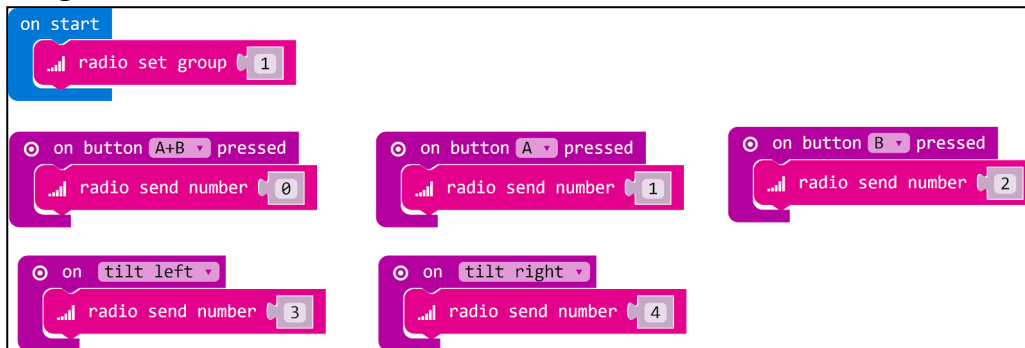 on start
radio set group 1
on button A+B pressed
radio send number 0
on button A pressed
radio send number 1
on button B pressed
radio send number 2
on tilt left
radio send number 3
on tilt right
radio send number 4